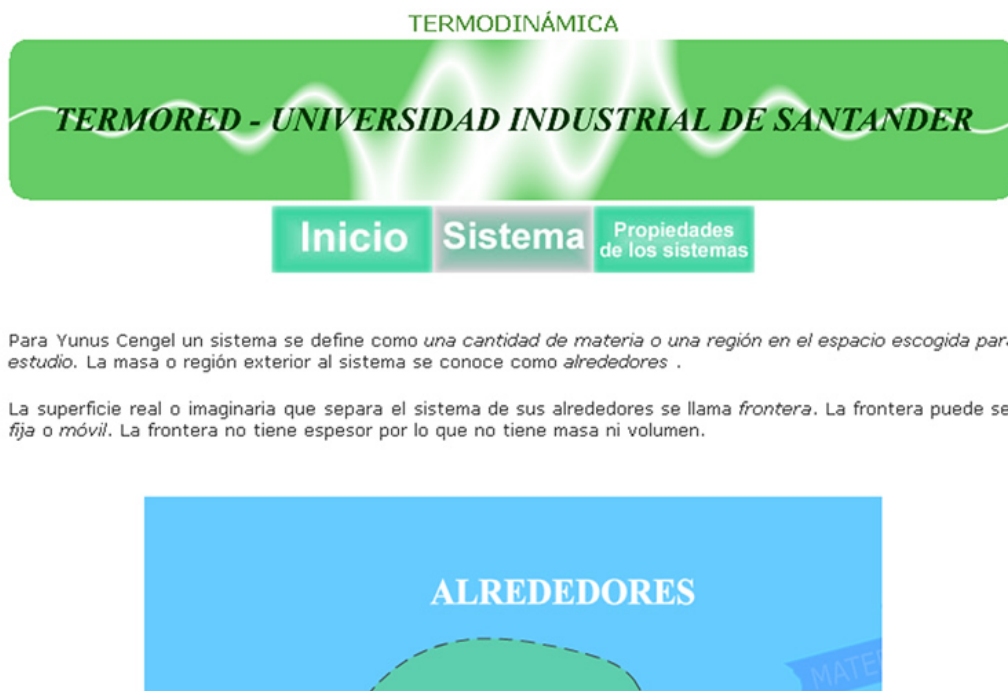 TERMODINÁMICA
TERMORED - UNIVERSIDAD INDUSTRIAL DE SANTANDER
Inicio
Sistema
Propiedades
de los sistemas
Para Yunus Cengel un sistema se define como una cantidad de materia o una región en el espacio escogida para
estudio. La masa o región exterior al sistema se conoce como alrededores .
La superficie real o imaginaria que separa el sistema de sus alrededores se llama frontera. La frontera puede
fija o móvil. La frontera no tiene espesor por lo que no tiene masa ni volumen.
ALREDEDORES